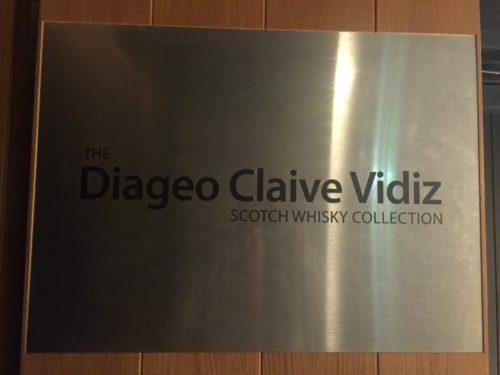 THE
Diageo Claive Vidiz
SCOTCH WHISKY COLLECTION